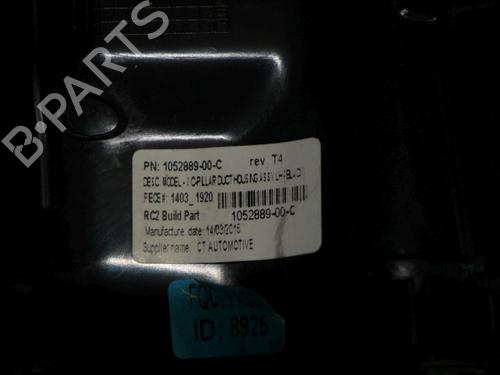 B-PARTS
PN: 1052889-00-C rev T4
DESC: MODEL - X C-PILLAR DUCT HOUSING ASSY LH (BLACK)
PIECE #: 1403_1920
RC2 Build Part 1052889-00-C
Manufacture date: 14/03/2016
Supplier name: CT AUTOMOTIVE
ID: 8926